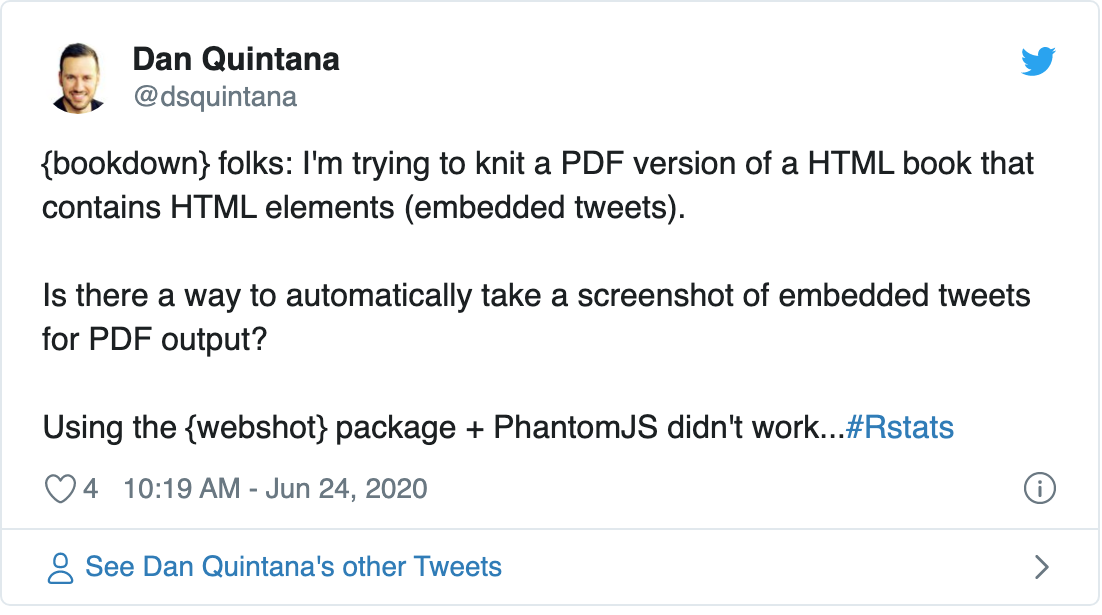 Dan Quintana
@dsquintana
{bookdown} folks: I'm trying to knit a PDF version of a HTML book that
contains HTML elements (embedded tweets).
Is there a way to automatically take a screenshot of embedded tweets
for PDF output?
Using the {webshot} package + PhantomJS didn't work...#Rstats
4 10:19 AM - Jun 24, 2020
See Dan Quintana's other Tweets